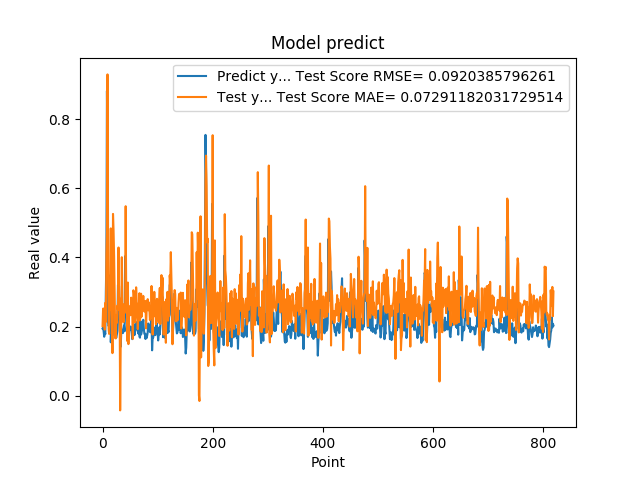 Model predict
Predict y... Test Score RMSE= 0.0920385796261
Test y... Test Score MAE= 0.07291182031729514
Real value
0.8
0.6
0.4
0.2
0.0
0 200 400 600 800
Point